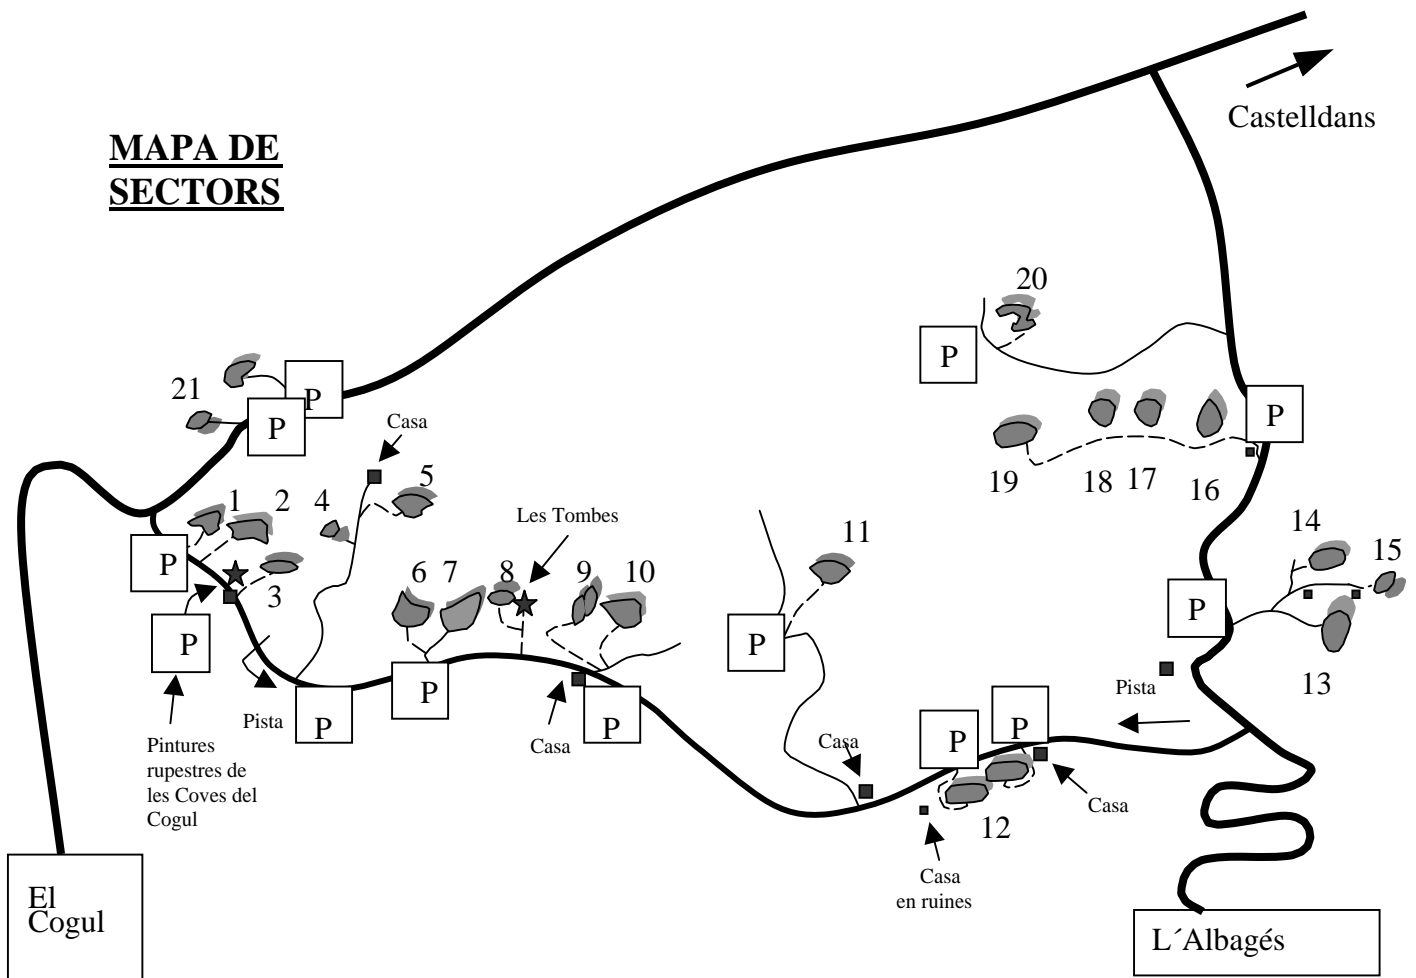 Castelldans
MAPA DE
SECTORS
20
P
P
21
P
P
Casa
5
19
18
17
16
1
2
4
Les Tombes
11
14
15
P
3
6
7
8
9
10
P
P
P
13
P
Pista
P
P
Casa
P
Pista
Pintures
rupestres de
les Coves del
Cogul
Casa
P
P
12
Casa
Casa
en ruines
El
Cogul
L´Albagés